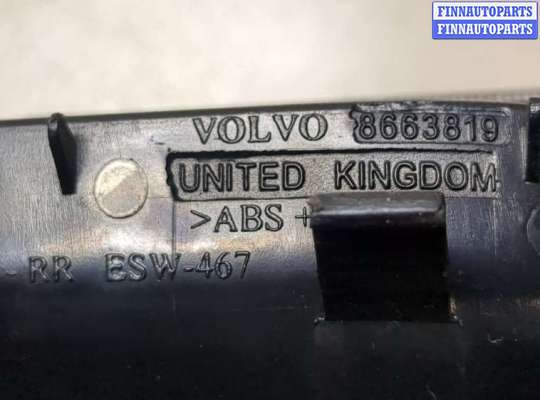 FINNAUTOPARTS
FINNAUTOPARTS
VOLVO 8663819
UNITED KINGDOM
>ABS +
- RR ESW-467